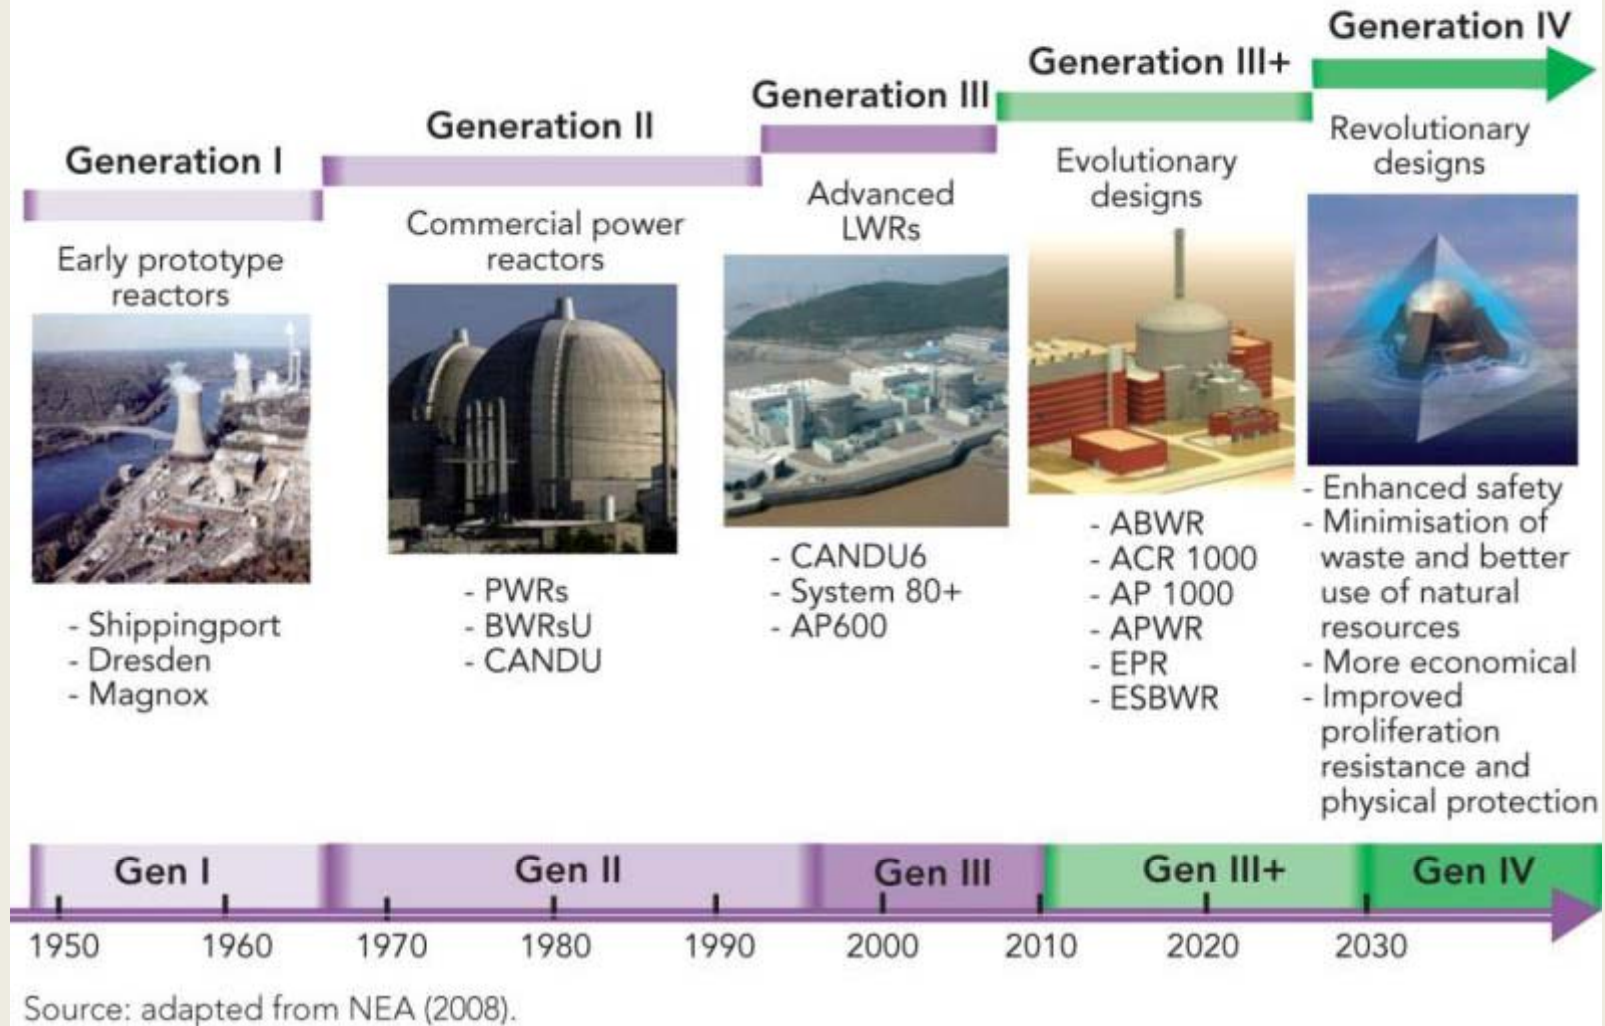 Generation I
Early prototype
reactors
- Shippingport
- Dresden
- Magnox
Generation II
Commercial power
reactors
- PWRs
- BWRsU
- CANDU
Generation III
Advanced
LWRs
- CANDU6
- System 80+
- AP600
Generation III+
Evolutionary
designs
- ABWR
- ACR 1000
- AP 1000
- APWR
- EPR
- ESBWR
Generation IV
Revolutionary
designs
- Enhanced safety
- Minimisation of
waste and better
use of natural
resources
- More economical
- Improved
proliferation
resistance and
physical protection
Gen I
Gen II
Gen III
Gen III+
Gen IV
1950 1960 1970 1980 1990 2000 2010 2020 2030
Source: adapted from NEA (2008).